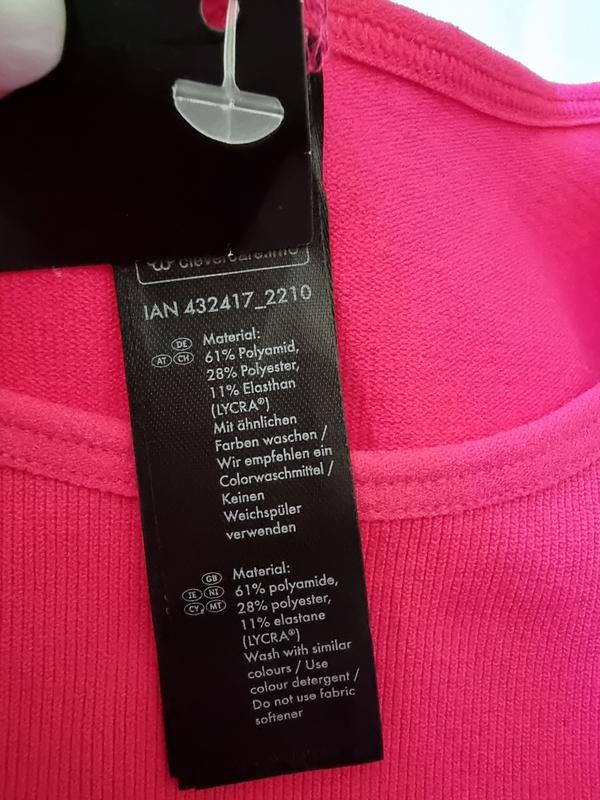 clevercare.info
IAN 432417_2210
DE
AT CH
Material:
61% Polyamid,
28% Polyester,
11% Elasthan
(LYCRA®)
Mit ähnlichen
Farben waschen /
Wir empfehlen ein
Colorwaschmittel /
Keinen
Weichspüler
verwenden
GB
IE NI
CY MT
Material:
61% polyamide,
28% polyester,
11% elastane
(LYCRA®)
Wash with similar
colours / Use
colour detergent /
Do not use fabric
softener